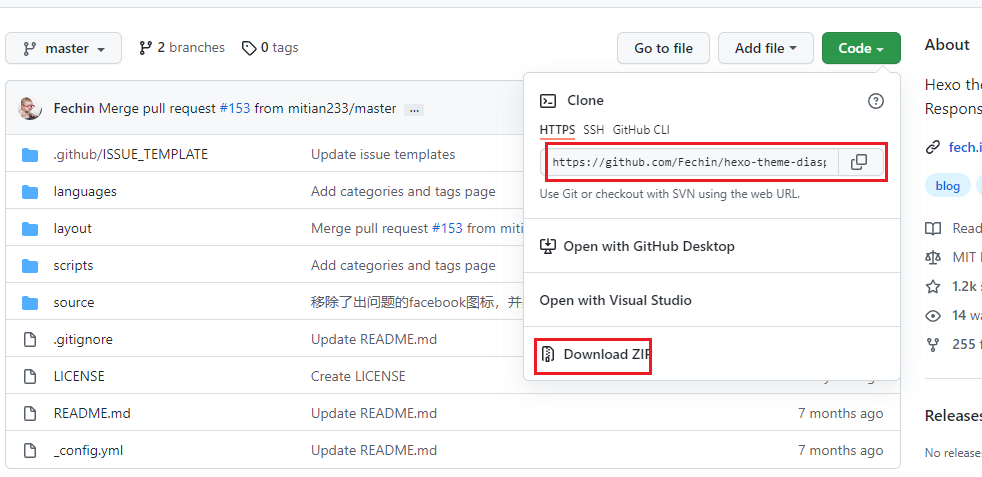 master 2 branches 0 tags Go to file Add file Code
Fechin Merge pull request #153 from mitian233/master ...
.github/ISSUE_TEMPLATE Update issue templates
languages Add categories and tags page
layout Merge pull request #153 from miti
scripts Add categories and tags page
source 移除了出问题的facebook图标，并
.gitignore Update README.md
LICENSE Create LICENSE
README.md Update README.md 7 months ago
_config.yml Update README.md 7 months ago
Clone
HTTPS SSH GitHub CLI
https://github.com/Fechin/hexo-theme-diasp
Use Git or checkout with SVN using the web URL.
Open with GitHub Desktop
Open with Visual Studio
Download ZIP
About
Hexo the
Respons
fech.i
blog
Read
MIT
1.2k s
14 wa
255 f
Releases
No release